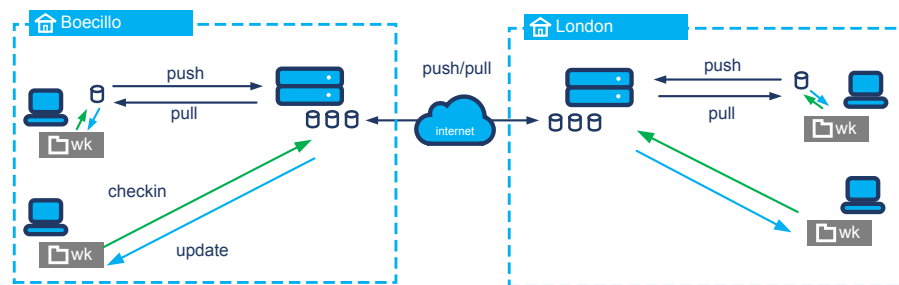 Boecillo
London
push
pull
wk
checkin
update
wk
push/pull
internet
push
pull
wk
wk